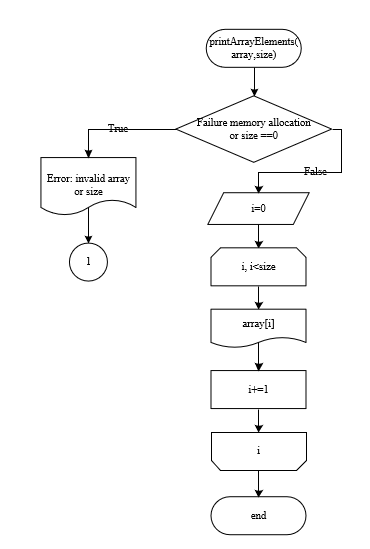 printArrayElements(
array,size)
Failure memory allocation
or size ==0
True
False
Error: invalid array
or size
i=0
1
i, i<size
array[i]
i+=1
i
end